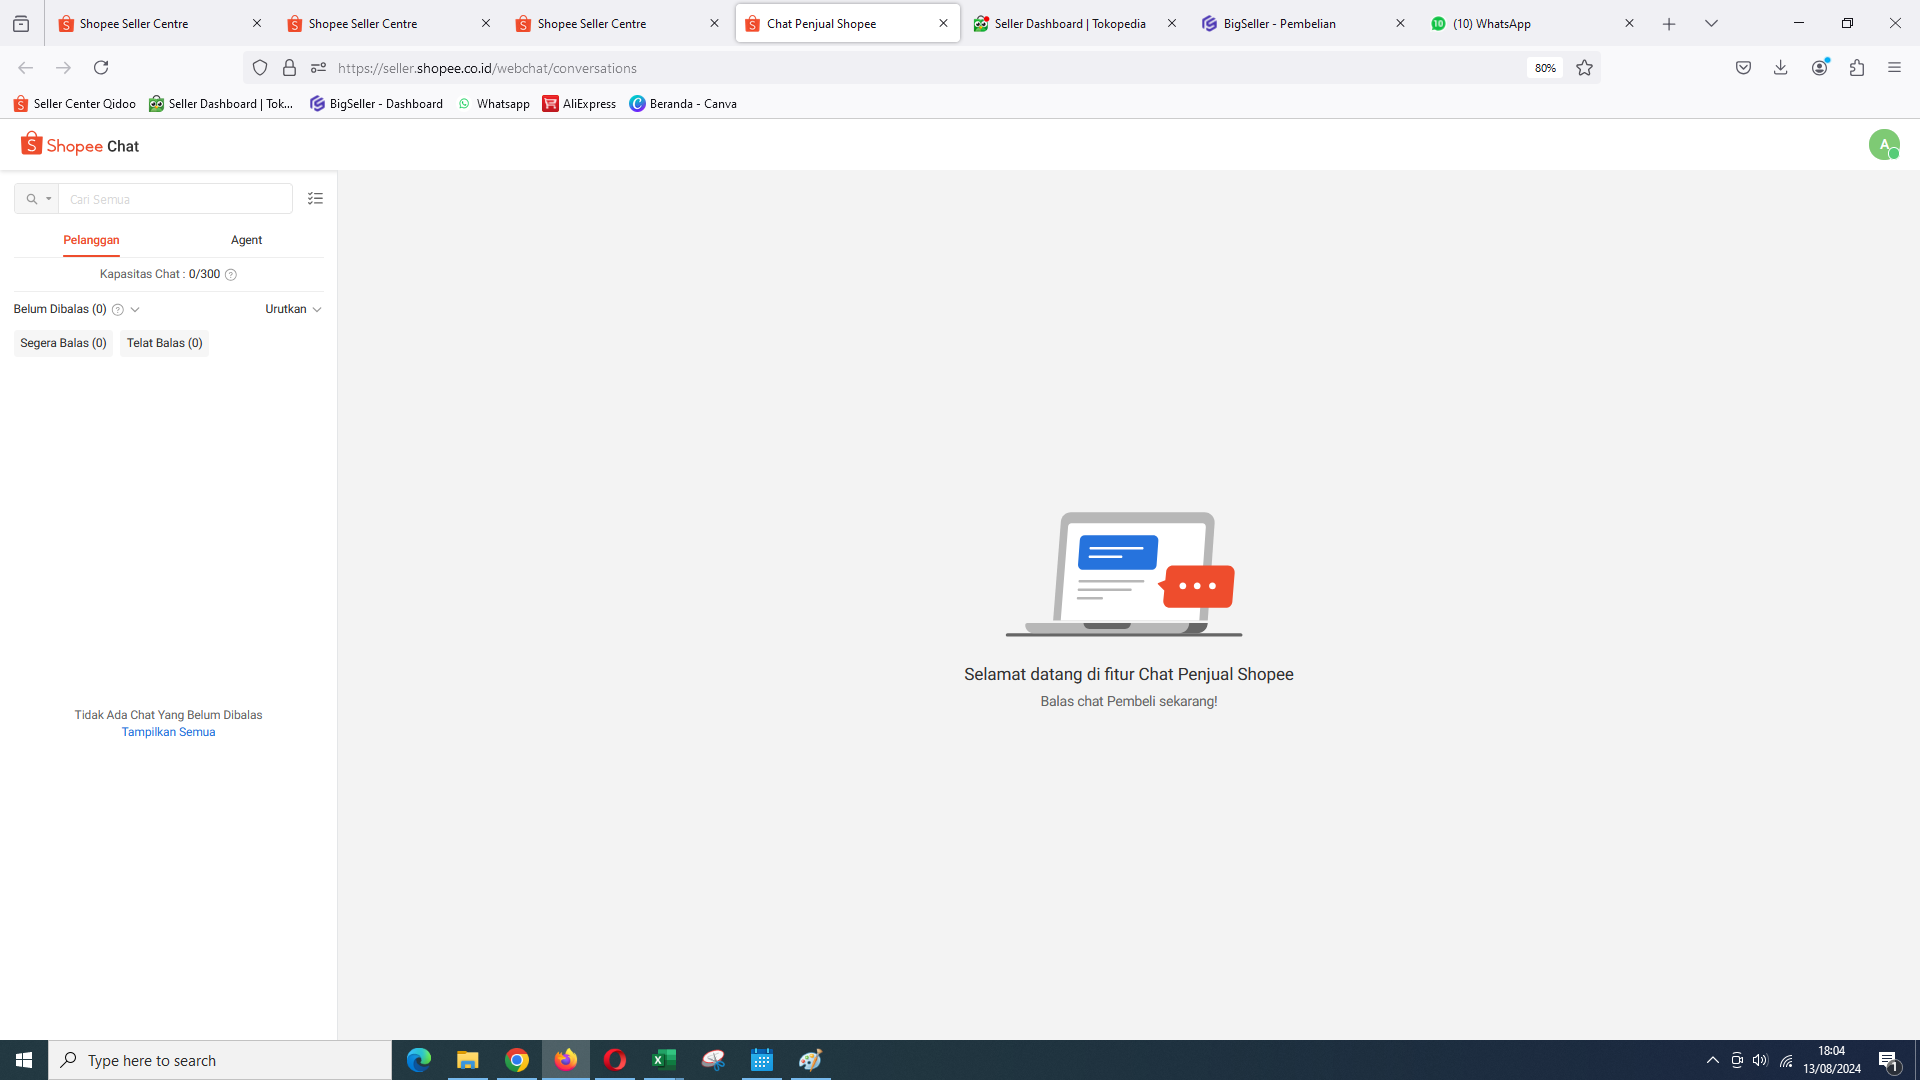 Shopee Seller Centre
Shopee Seller Centre
Shopee Seller Centre
Chat Penjual Shopee
Seller Dashboard | Tokopedia
BigSeller - Pembelian
10
(10) WhatsApp
https://seller.shopee.co.id/webchat/conversations
80%
Seller Center Qidoo
Seller Dashboard | Tok...
BigSeller - Dashboard
Whatsapp
AliExpress
Beranda - Canva
Shopee Chat
A
Cari Semua
Pelanggan
Agent
Kapasitas Chat : 0/300
Belum Dibalas (0)
Urutkan
Segera Balas (0)
Telat Balas (0)
Tidak Ada Chat Yang Belum Dibalas
Tampilkan Semua
Selamat datang di fitur Chat Penjual Shopee
Balas chat Pembeli sekarang!
Type here to search
18:04
13/08/2024
1